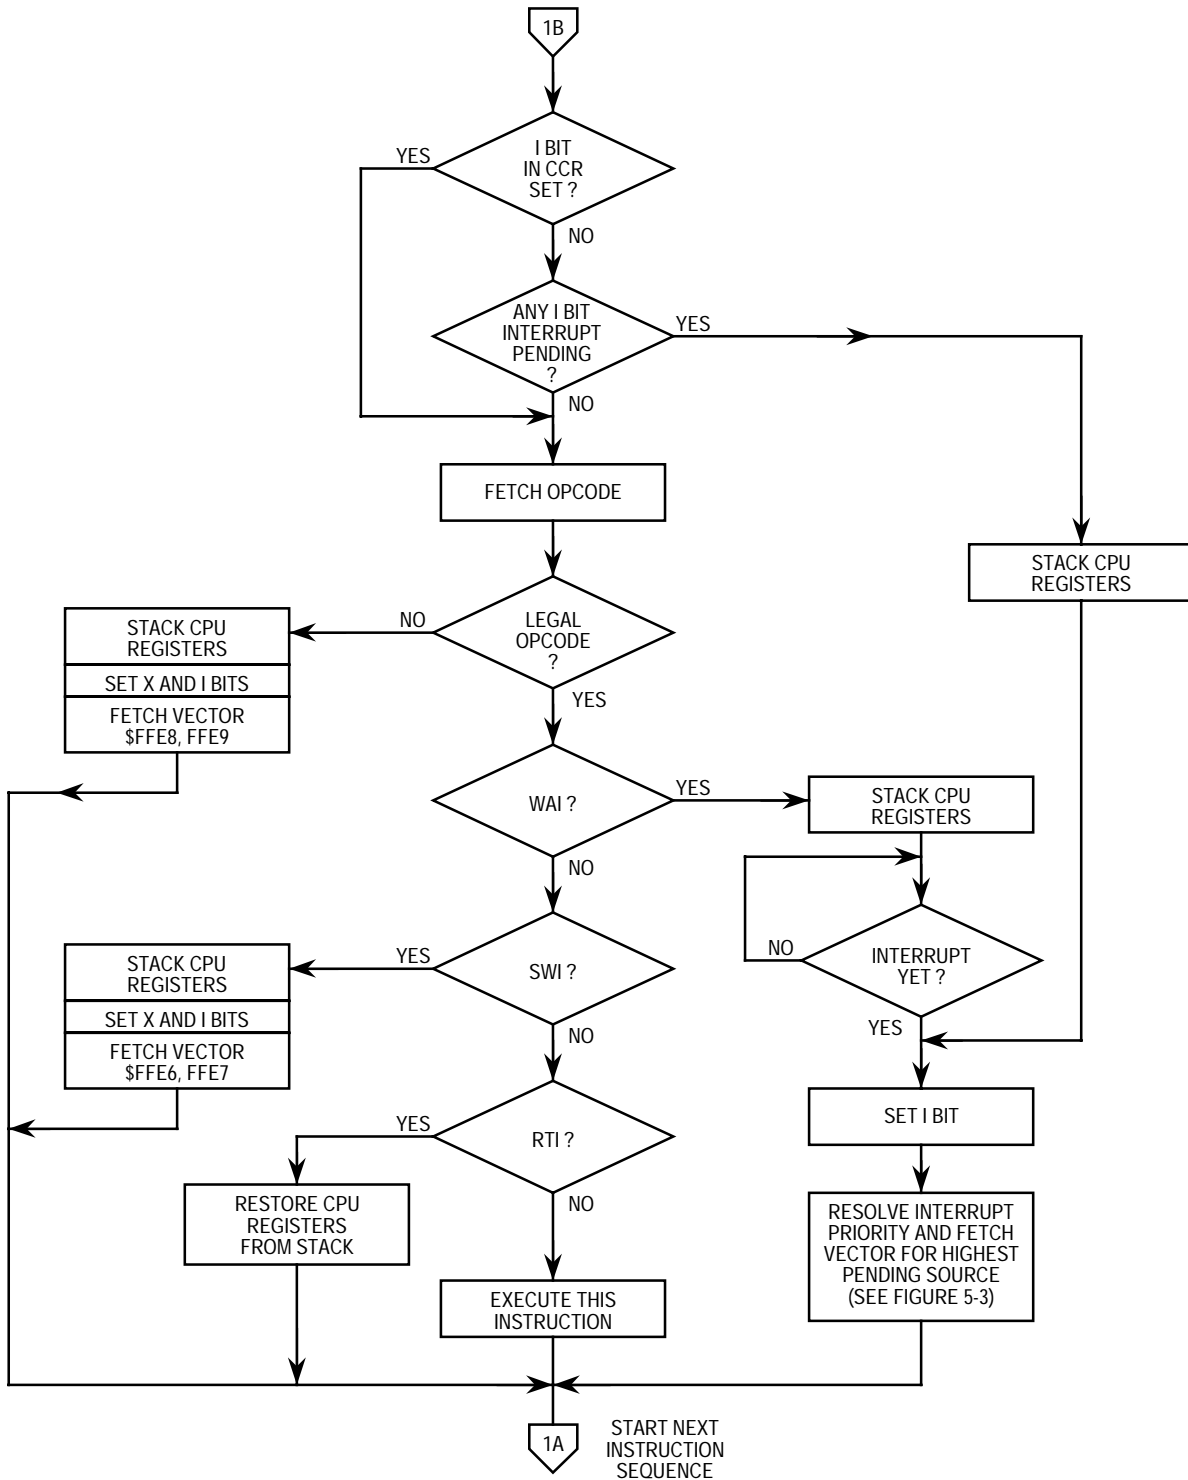 1B
I BIT
IN CCR
SET ?
YES
NO
ANY I BIT
INTERRUPT
PENDING
?
YES
NO
FETCH OPCODE
STACK CPU
REGISTERS
LEGAL
OPCODE
?
NO
YES
STACK CPU
REGISTERS
SET X AND I BITS
FETCH VECTOR
$FFE8, FFE9
WAI ?
YES
NO
STACK CPU
REGISTERS
INTERRUPT
YET ?
NO
YES
SWI ?
YES
NO
STACK CPU
REGISTERS
SET X AND I BITS
FETCH VECTOR
$FFE6, FFE7
SET I BIT
RTI ?
YES
NO
RESTORE CPU
REGISTERS
FROM STACK
EXECUTE THIS
INSTRUCTION
RESOLVE INTERRUPT
PRIORITY AND FETCH
VECTOR FOR HIGHEST
PENDING SOURCE
(SEE FIGURE 5-3)
1A
START NEXT
INSTRUCTION
SEQUENCE